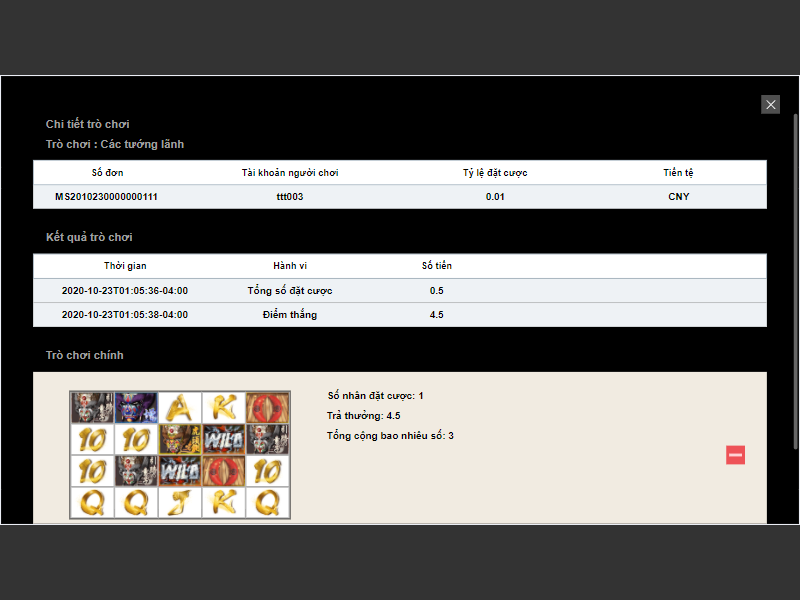 Chi tiết trò chơi
Trò chơi : Các tướng lãnh
Số đơn Tài khoản người chơi Tỷ lệ đặt cược Tiền tệ
MS2010230000000111 ttt003 0.01 CNY
Kết quả trò chơi
Thời gian Hành vi Số tiền
2020-10-23T01:05:36-04:00 Tổng số đặt cược 0.5
2020-10-23T01:05:38-04:00 Điểm thắng 4.5
Trò chơi chính
Số nhân đặt cược: 1
Trả thưởng: 4.5
Tổng cộng bao nhiêu số: 3
A K
10 10 WILD
10 WILD 10
Q Q J K Q